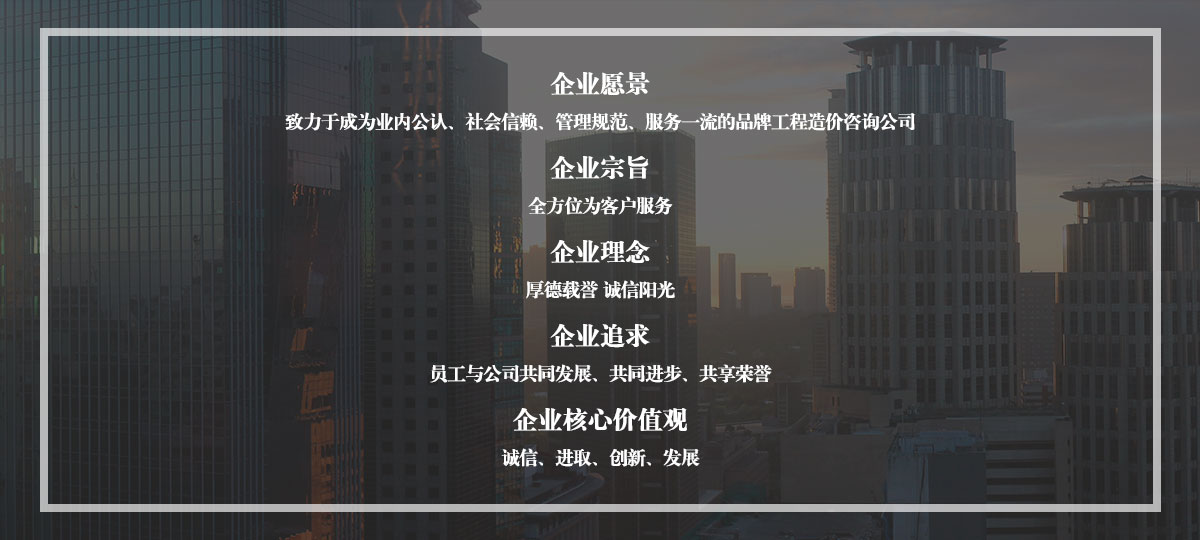 企业愿景
致力于成为业内公认、社会信赖、管理规范、服务一流的品牌工程造价咨询公司
企业宗旨
全方位为客户服务
企业理念
厚德载誉 诚信阳光
企业追求
员工与公司共同发展、共同进步、共享荣誉
企业核心价值观
诚信、进取、创新、发展